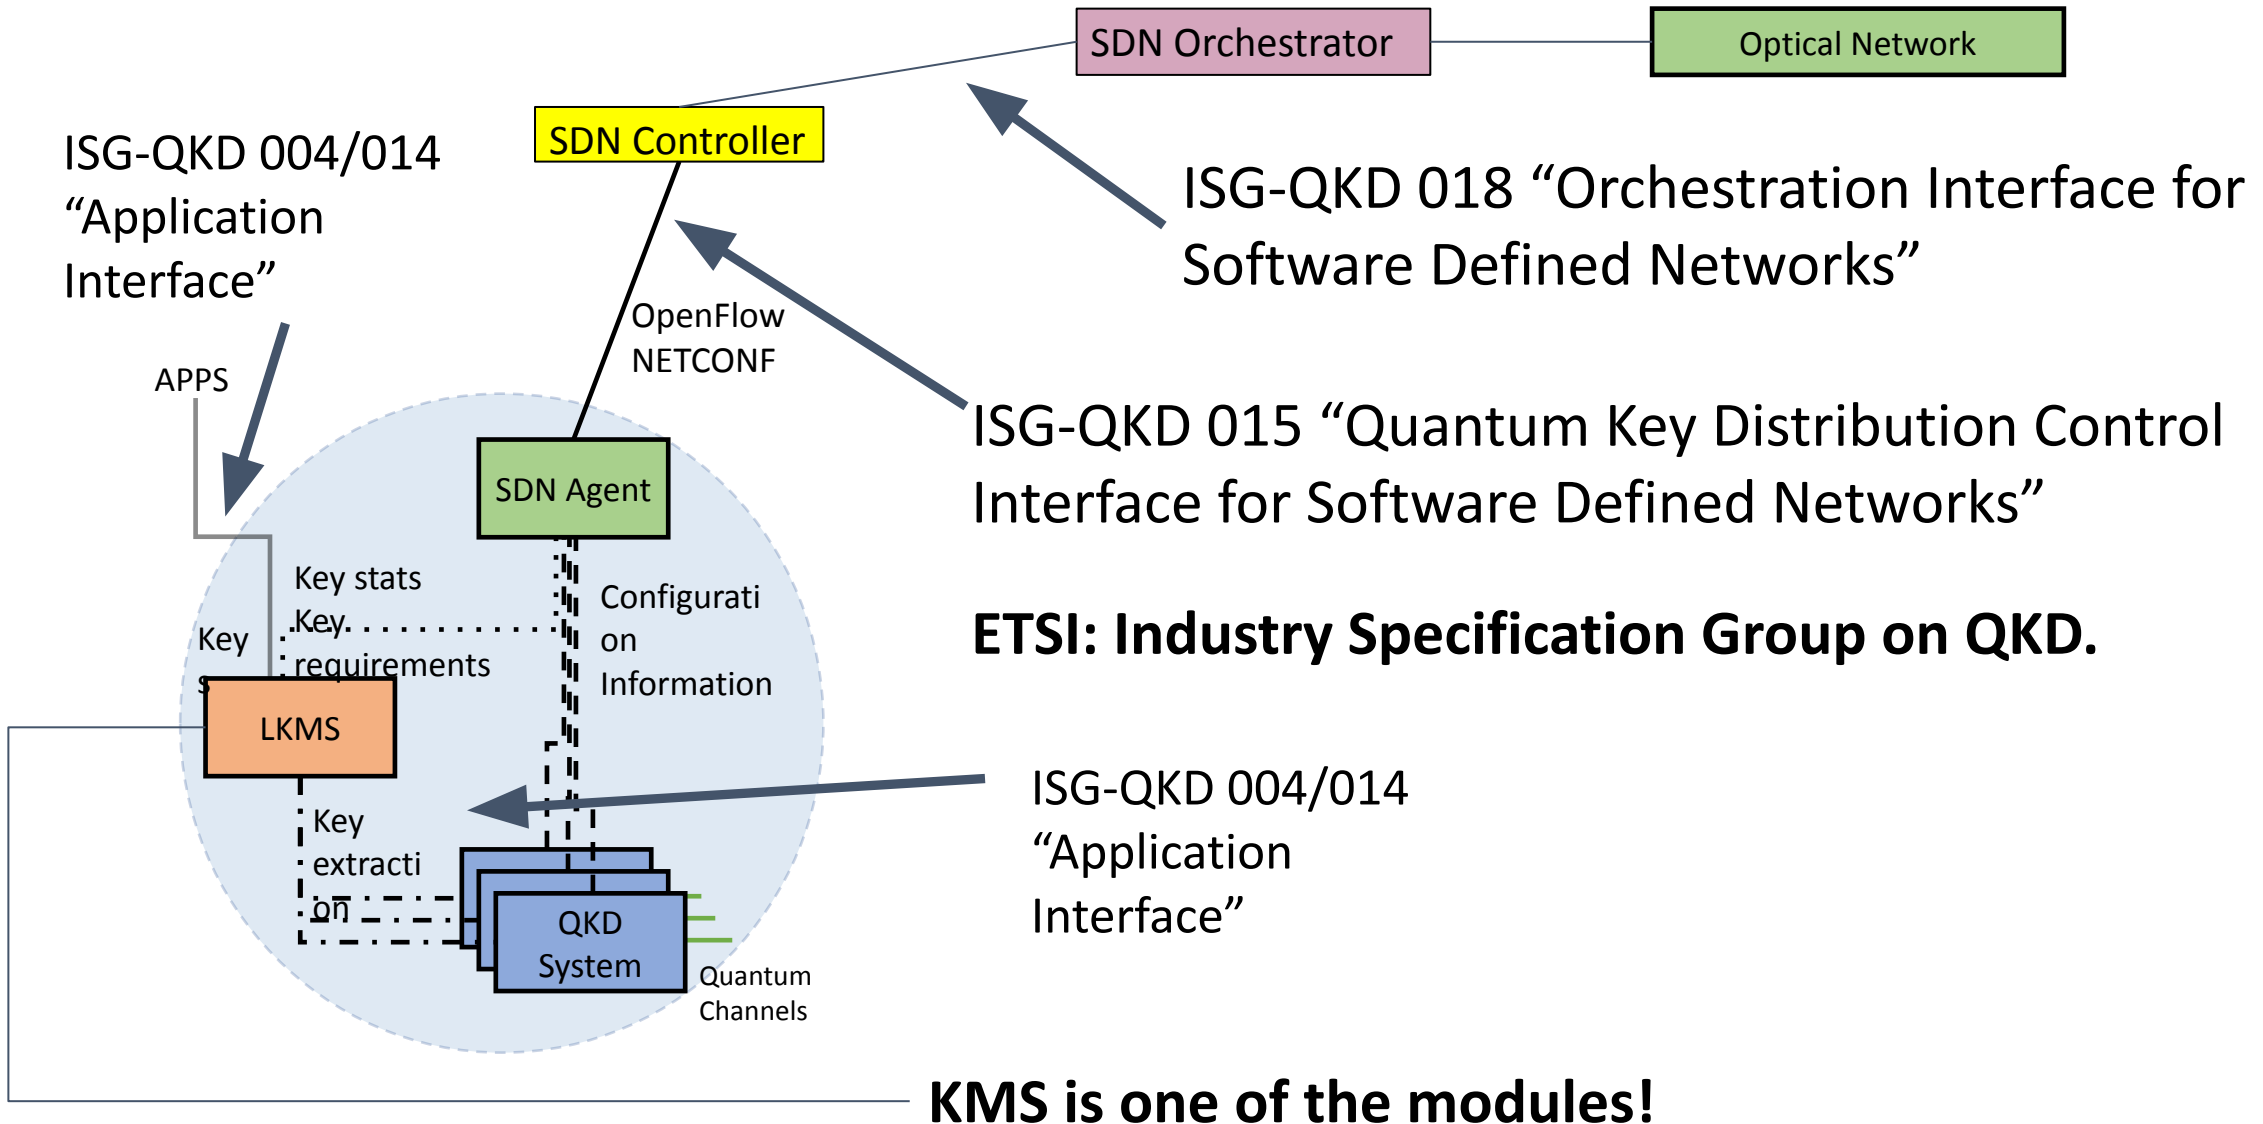 SDN Orchestrator
Optical Network
SDN Controller
ISG-QKD 004/014
“Application
Interface”
ISG-QKD 018 “Orchestration Interface for
Software Defined Networks”
OpenFlow
NETCONF
APPS
ISG-QKD 015 “Quantum Key Distribution Control
Interface for Software Defined Networks”
SDN Agent
Key stats
Key
requirements
Configurati
on
Information
Key
s
ETSI: Industry Specification Group on QKD.
LKMS
ISG-QKD 004/014
“Application
Interface”
Key
extracti
on
QKD
System
Quantum
Channels
KMS is one of the modules!